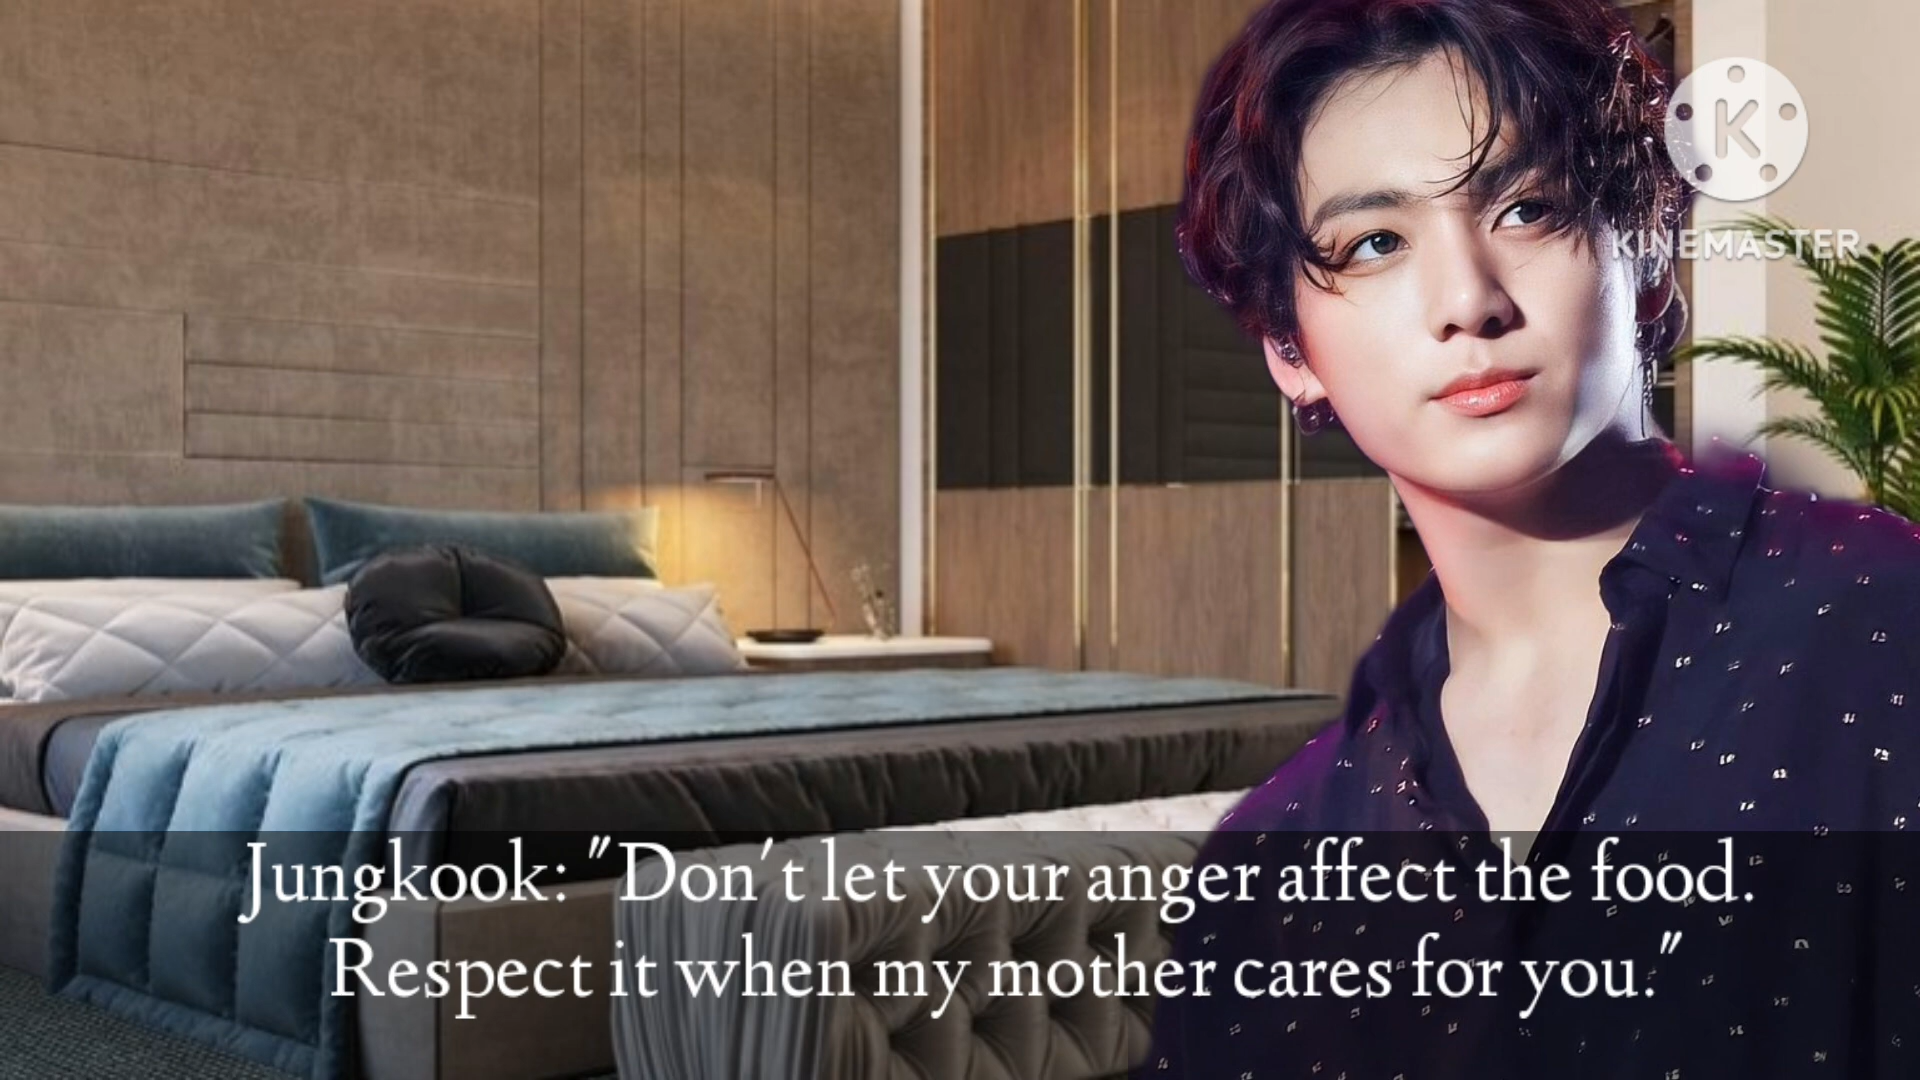 K
KINEMASTER
Jungkook: "Don't let your anger affect the food.
Respect it when my mother cares for you."